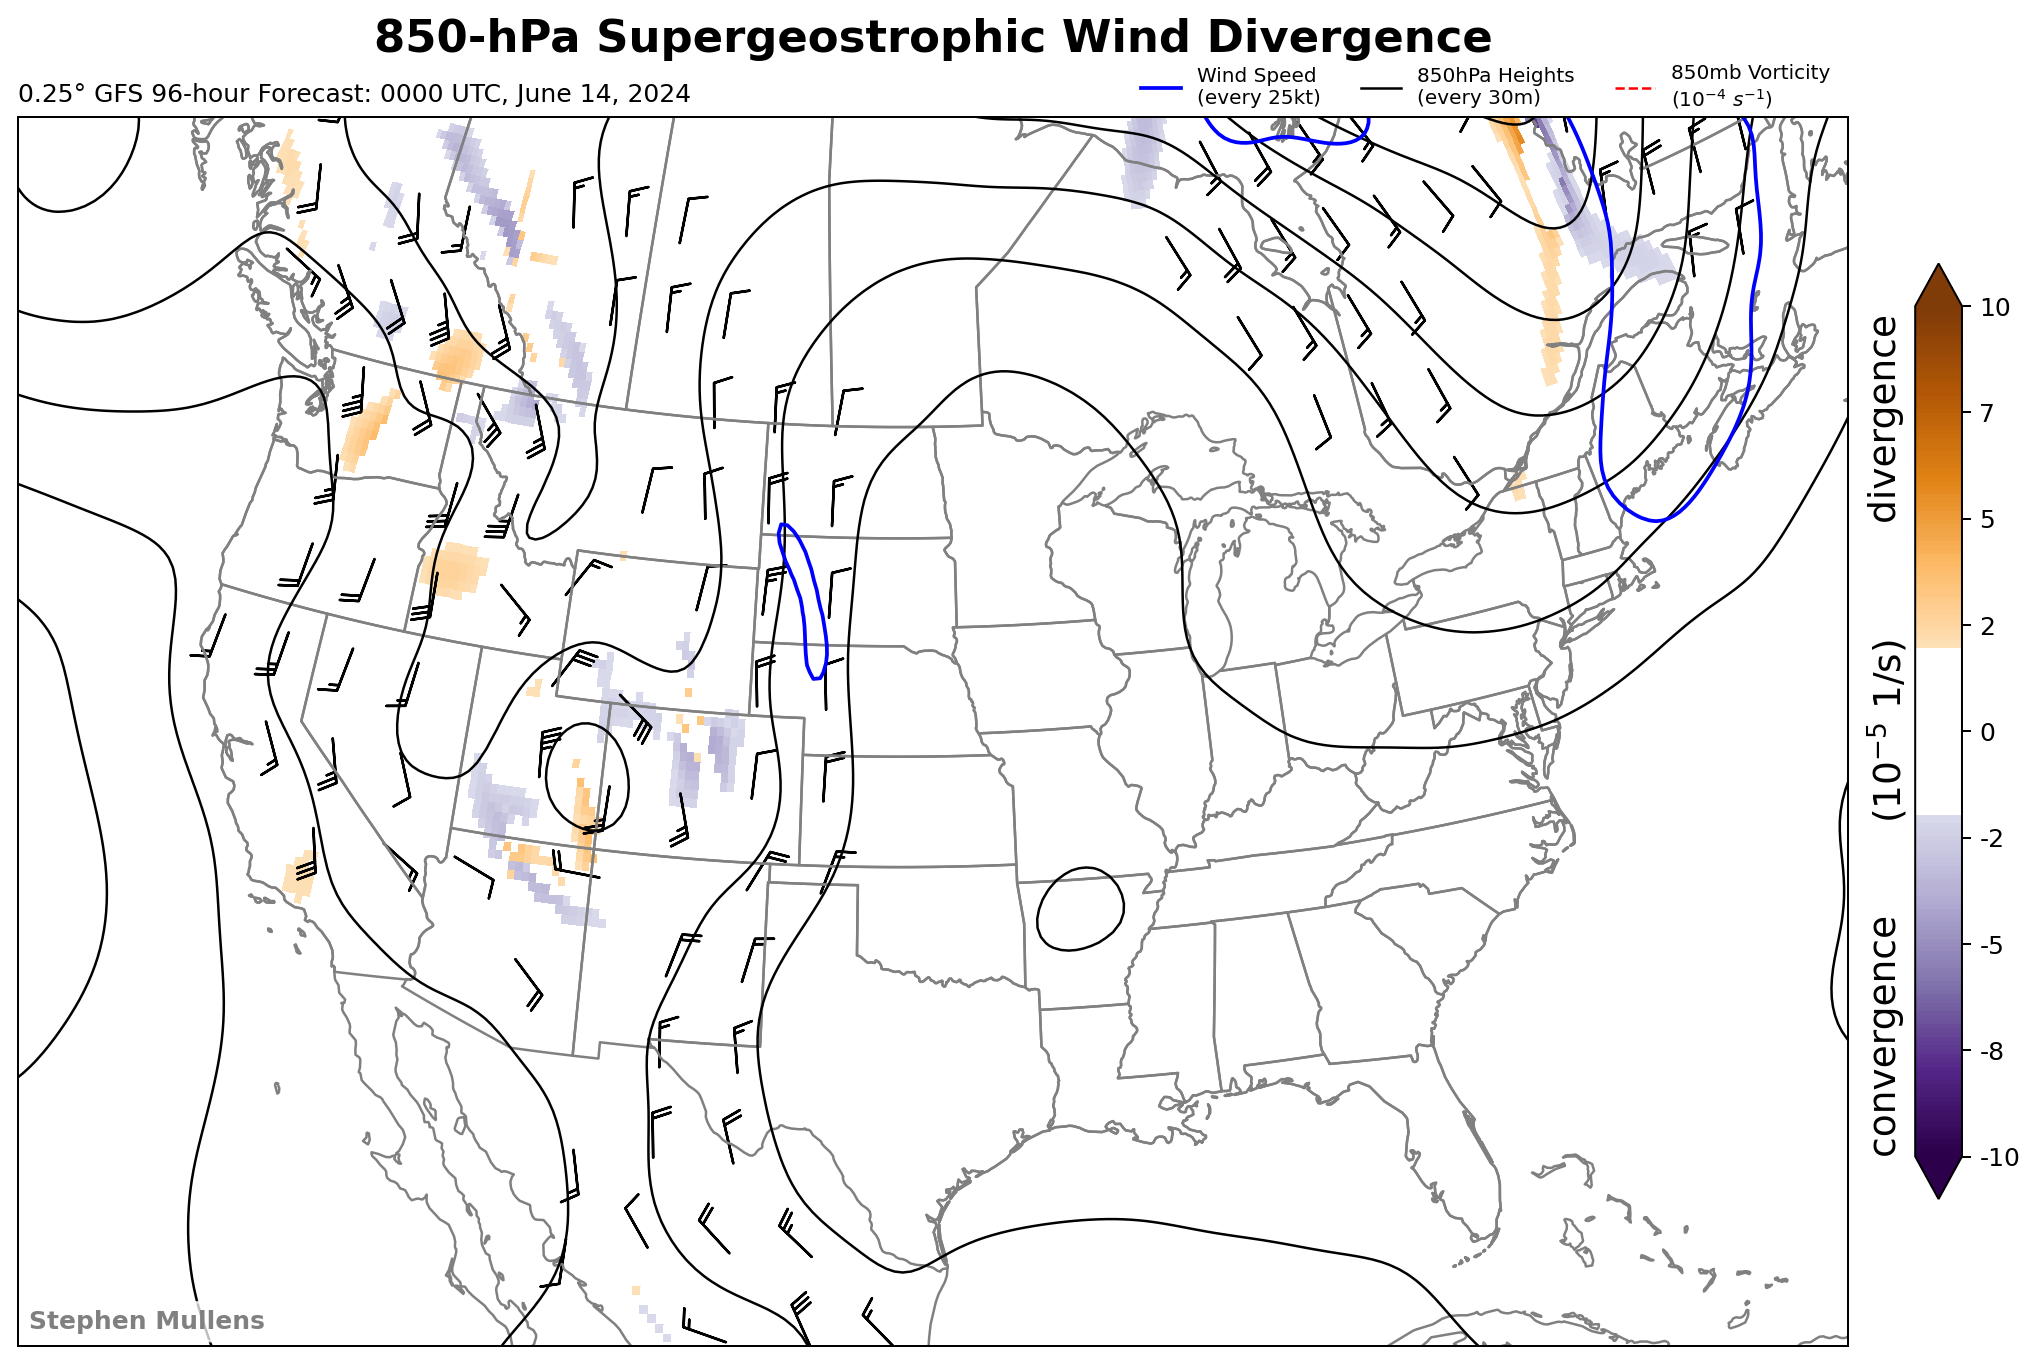 850-hPa Supergeostrophic Wind Divergence
0.25° GFS 96-hour Forecast: 0000 UTC, June 14, 2024
Wind Speed
(every 25kt)
850hPa Heights
(every 30m)
850mb Vorticity
(10⁻⁴ s⁻¹)
10
7
5
2
0
-2
-5
-8
-10
convergence (10⁻⁵ 1/s) divergence
Stephen Mullens